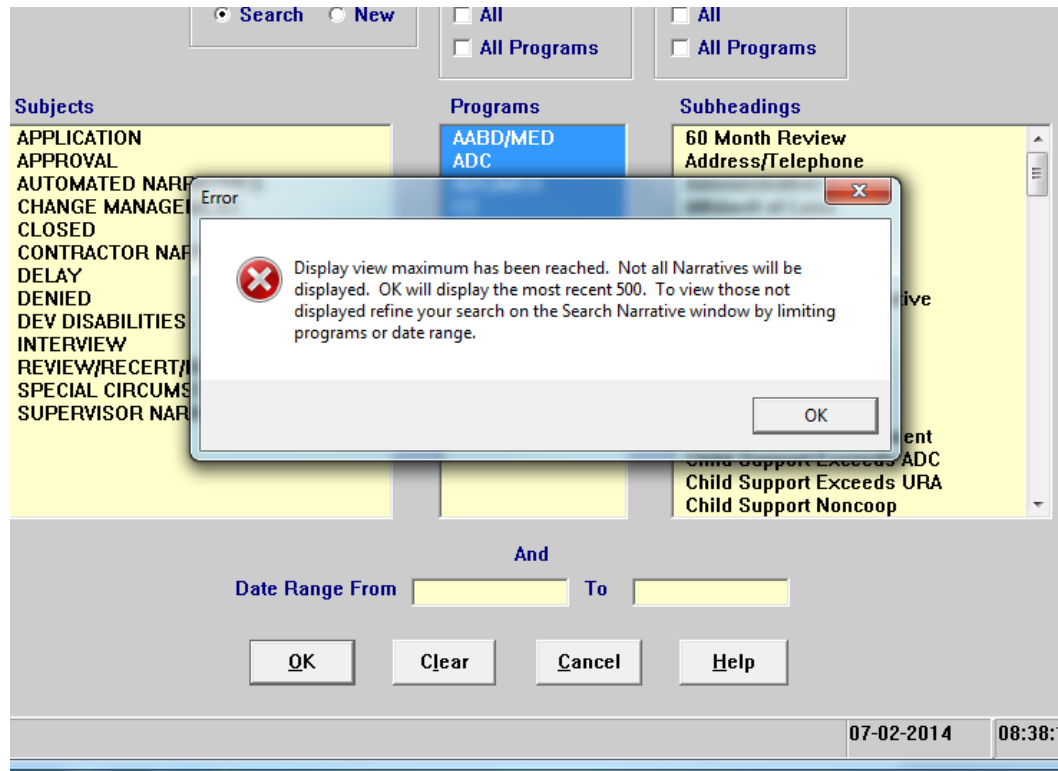 Search New All All
All Programs All Programs
Subjects Programs Subheadings
APPLICATION AABD/MED 60 Month Review
APPROVAL ADC Address/Telephone
AUTOMATED
CHANGE
CLOSED
CONTRACTOR
DELAY
DENIED
DEV DISABILITIES
INTERVIEW
REVIEW/RECERT/
SPECIAL
SUPERVISOR
Error
Display view maximum has been reached. Not all Narratives will be
displayed. OK will display the most recent 500. To view those not
displayed refine your search on the Search Narrative window by limiting
programs or date range.
OK
Child Support Exceeds ADC
Child Support Exceeds URA
Child Support Noncoop
And
Date Range From To
OK Clear Cancel Help
07-02-2014 08:38: